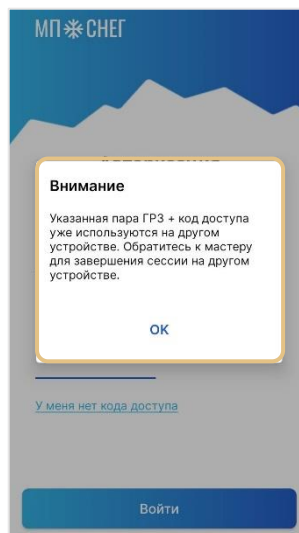 МП❄СНЕГ
Внимание
Указанная пара ГРЗ + код доступа
уже используются на другом
устройстве. Обратитесь к мастеру
для завершения сессии на другом
устройстве.
ОК
У меня нет кода доступа
Войти